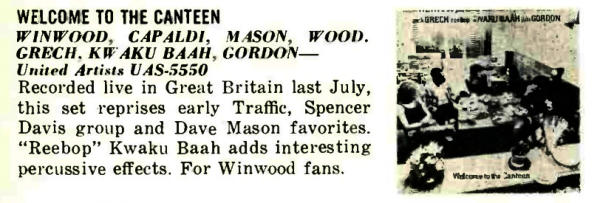 WELCOME TO THE CANTEEN
WINWOOD, CAPALDI, MASON, WOOD.
GRECH, KWAKU BAAH, GORDON—
United Artists UAS-5550
Recorded live in Great Britain last July,
this set reprises early Traffic, Spencer
Davis group and Dave Mason favorites.
"Reebop" Kwaku Baah adds interesting
percussive effects. For Winwood fans.
GRECH reebop KWAKU BAAH jim GORDON
Welcome to the Canteen